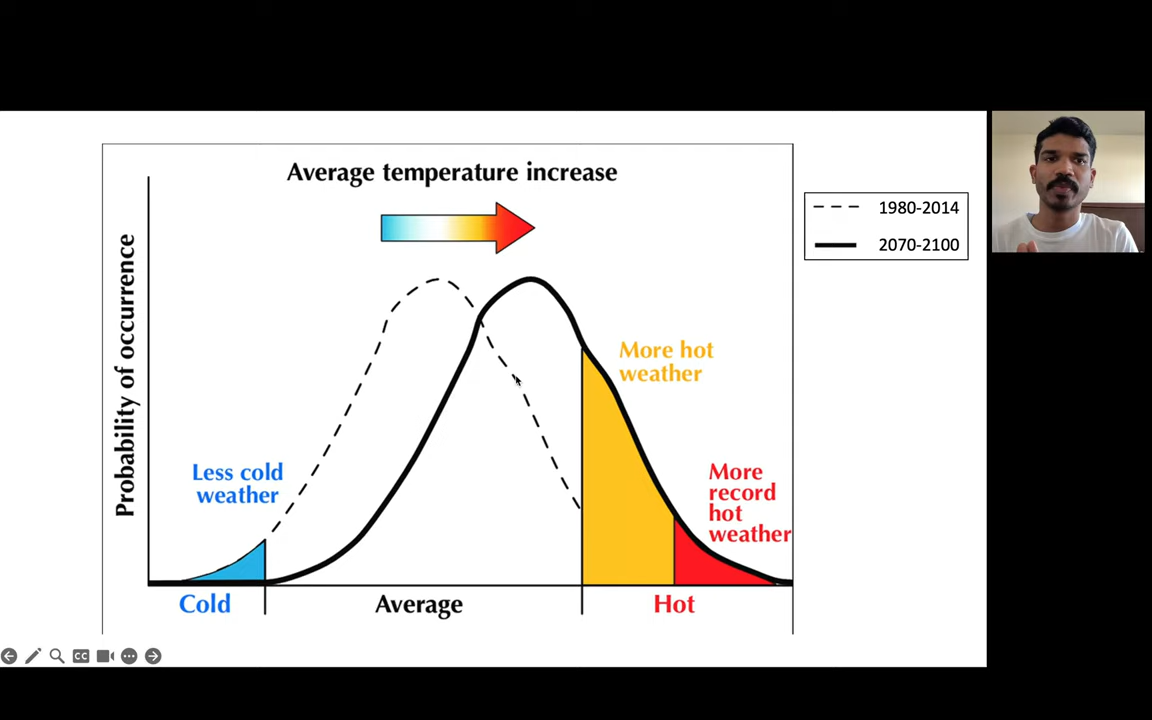 Average temperature increase
1980-2014
2070-2100
Probability of occurrence
More hot
weather
Less cold
weather
More
record
hot
weather
Cold
Average
Hot
CC